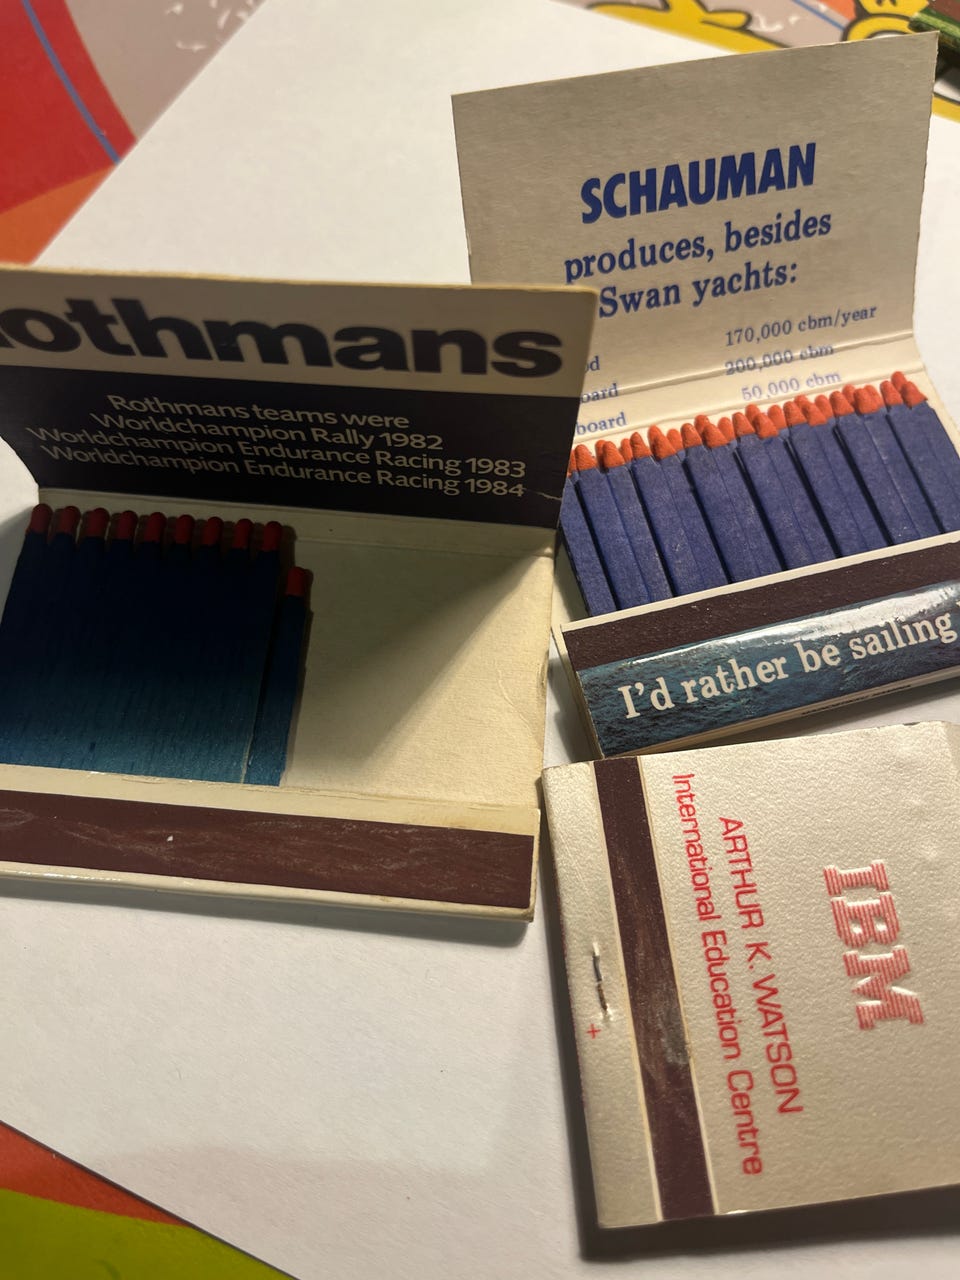 othmans
Rothmans teams were
Worldchampion Rally 1982
Worldchampion Endurance Racing 1983
Worldchampion Endurance Racing 1984
SCHAUMAN
produces, besides
Swan yachts:
170,000 cbm/year
200,000 cbm
50,000 cbm
board
I'd rather be sailing
IBM
ARTHUR K. WATSON
International Education Centre
+